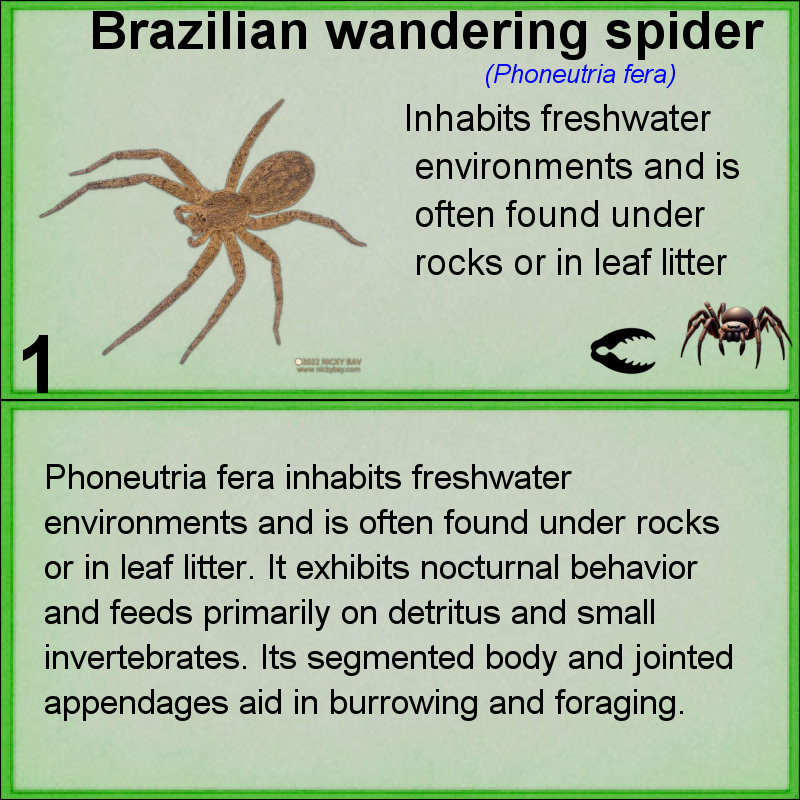 Brazilian wandering spider
(Phoneutria fera)
Inhabits freshwater
environments and is
often found under
rocks or in leaf litter
1
©2022 NICKY BAY
www.nickybay.com
Phoneutria fera inhabits freshwater
environments and is often found under rocks
or in leaf litter. It exhibits nocturnal behavior
and feeds primarily on detritus and small
invertebrates. Its segmented body and jointed
appendages aid in burrowing and foraging.